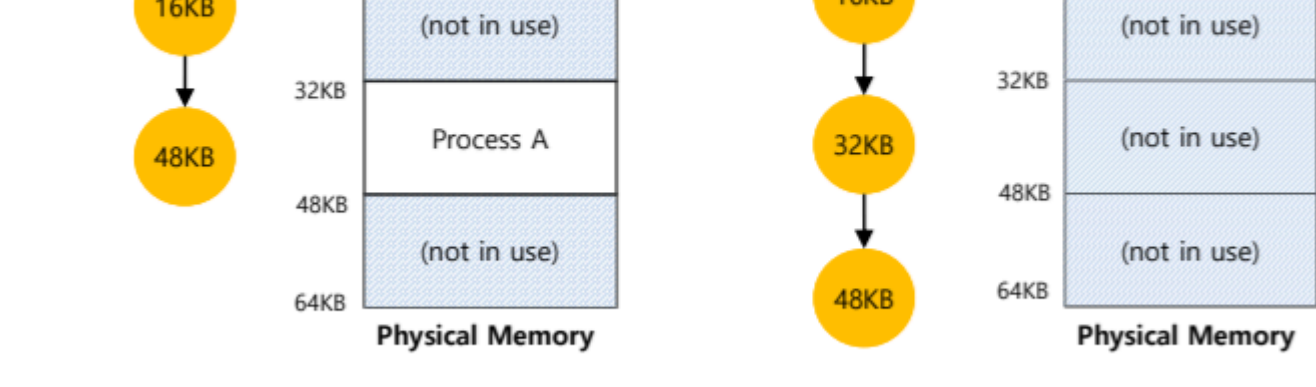 16KB
(not in use)
32KB
Process A
48KB
48KB
(not in use)
64KB
Physical Memory
16KB
(not in use)
32KB
32KB
(not in use)
48KB
(not in use)
48KB
64KB
Physical Memory